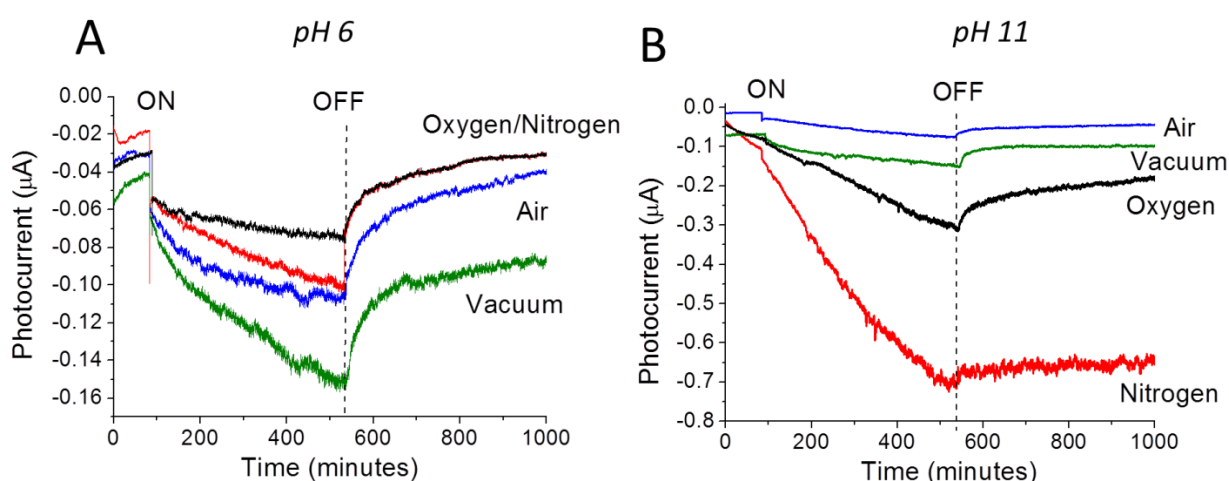 A
pH 6
ON
OFF
Oxygen/Nitrogen
Air
Vacuum
Photocurrent (μA)
0.00
-0.02
-0.04
-0.06
-0.08
-0.10
-0.12
-0.14
-0.16
0
200
400
600
800
1000
Time (minutes)
B
pH 11
ON
OFF
Air
Vacuum
Oxygen
Nitrogen
Photocurrent (μA)
0.0
-0.1
-0.2
-0.3
-0.4
-0.5
-0.6
-0.7
-0.8
0
200
400
600
800
1000
Time (minutes)